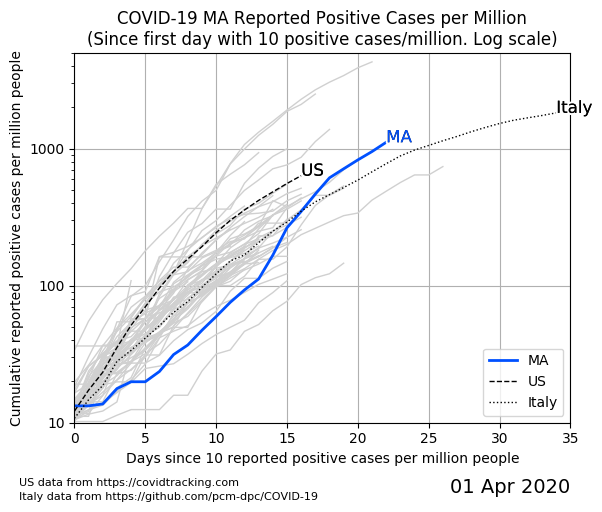 COVID-19 MA Reported Positive Cases per Million
(Since first day with 10 positive cases/million. Log scale)
Cumulative reported positive cases per million people
1000
100
10
Italy
MA
US
MA
US
Italy
0 5 10 15 20 25 30 35
Days since 10 reported positive cases per million people
US data from https://covidtracking.com
Italy data from https://github.com/pcm-dpc/COVID-19
01 Apr 2020